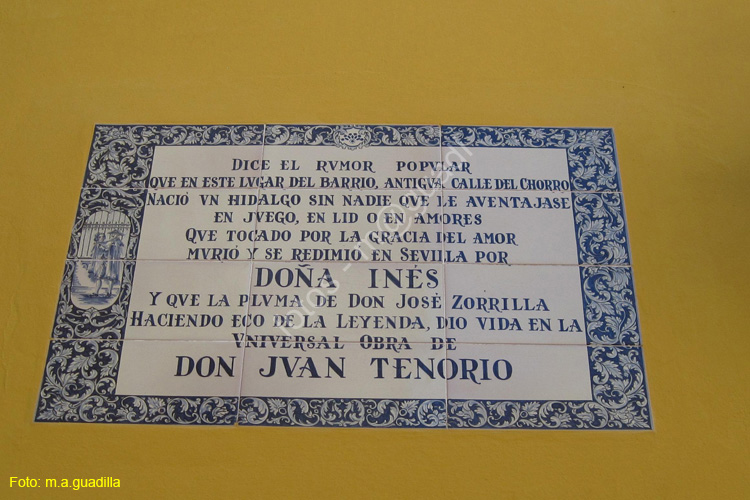 DICE EL RVMOR POPVLAR
QUE EN ESTE LVGAR DEL BARRIO, ANTIGVA CALLE DEL CHORRO
NACIÓ VN HIDALGO SIN NADIE QVE LE AVENTAJASE
EN JVEGO, EN LID O EN AMORES
QUE TOCADO POR LA GRACIA DEL AMOR
MVRIÓ Y SE REDIMIÓ EN SEVILLA POR
DOÑA INÉS
Y QVE LA PLVMA DE DON JOSÉ ZORRILLA
HACIENDO ECO DE LA LEYENDA, DIO VIDA EN LA
VNIVERSAL OBRA DE
DON JVAN TENORIO
Foto: m.a.guadilla